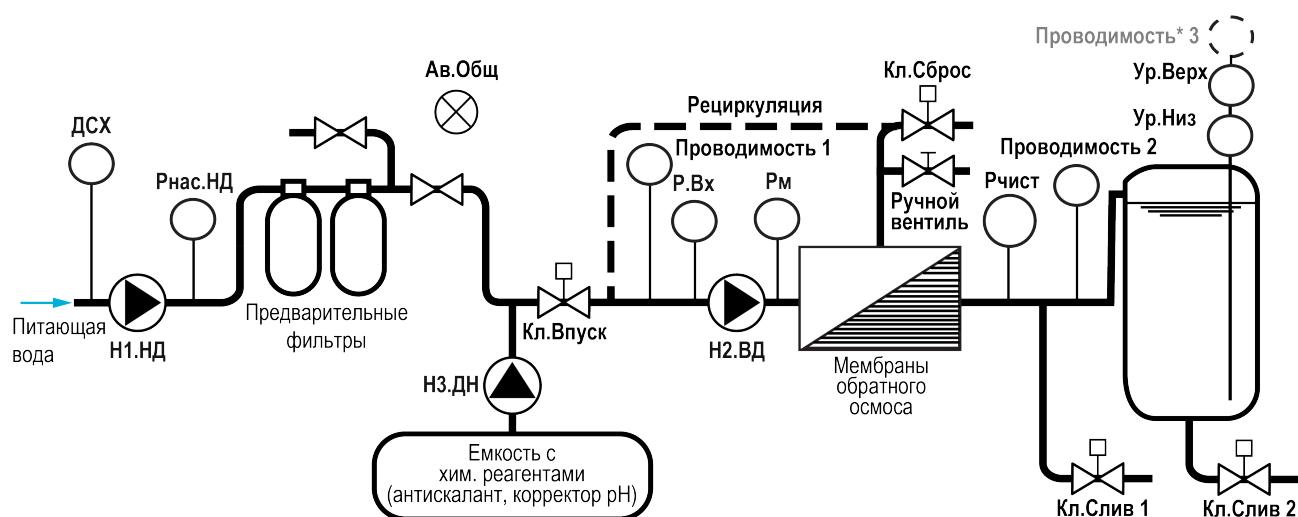 Проводимость* 3
Ав.Общ
Кл.Сброс
Ур.Верх
Рециркуляция
Ур.Низ
ДСХ
Проводимость 1
Проводимость 2
Рнас.НД
Р.Вх
Рм
Ручной
вентиль
Рчист
Питающая
вода
Н1.НД
Предварительные
фильтры
Кл.Впуск
Н2.ВД
Мембраны
обратного
осмоса
Н3.ДН
Емкость с
хим. реагентами
(антискалант, корректор pH)
Кл.Слив 1
Кл.Слив 2